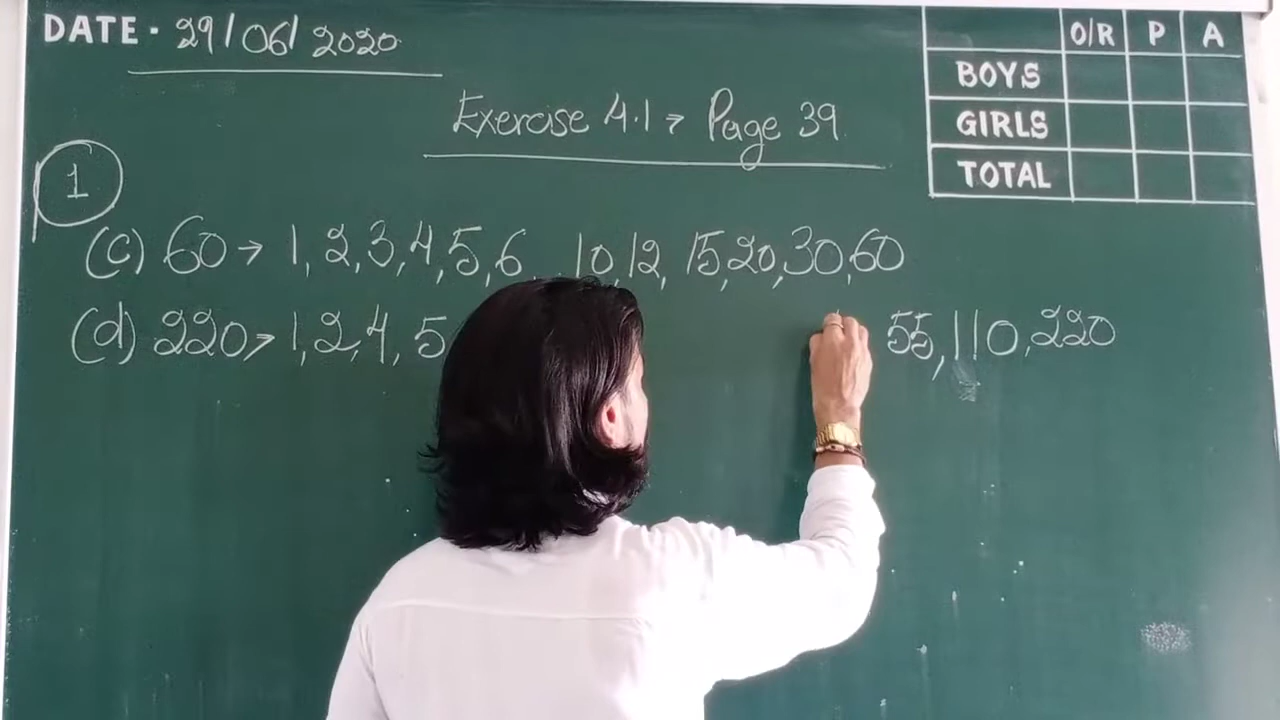 DATE · 29/06/2020
O/R P A
BOYS
GIRLS
TOTAL
Exercise 4.1 → Page 39
1
(c) 60 → 1, 2, 3, 4, 5, 6, 10, 12, 15, 20, 30, 60
(d) 220 → 1, 2, 4, 5 55, 110, 220